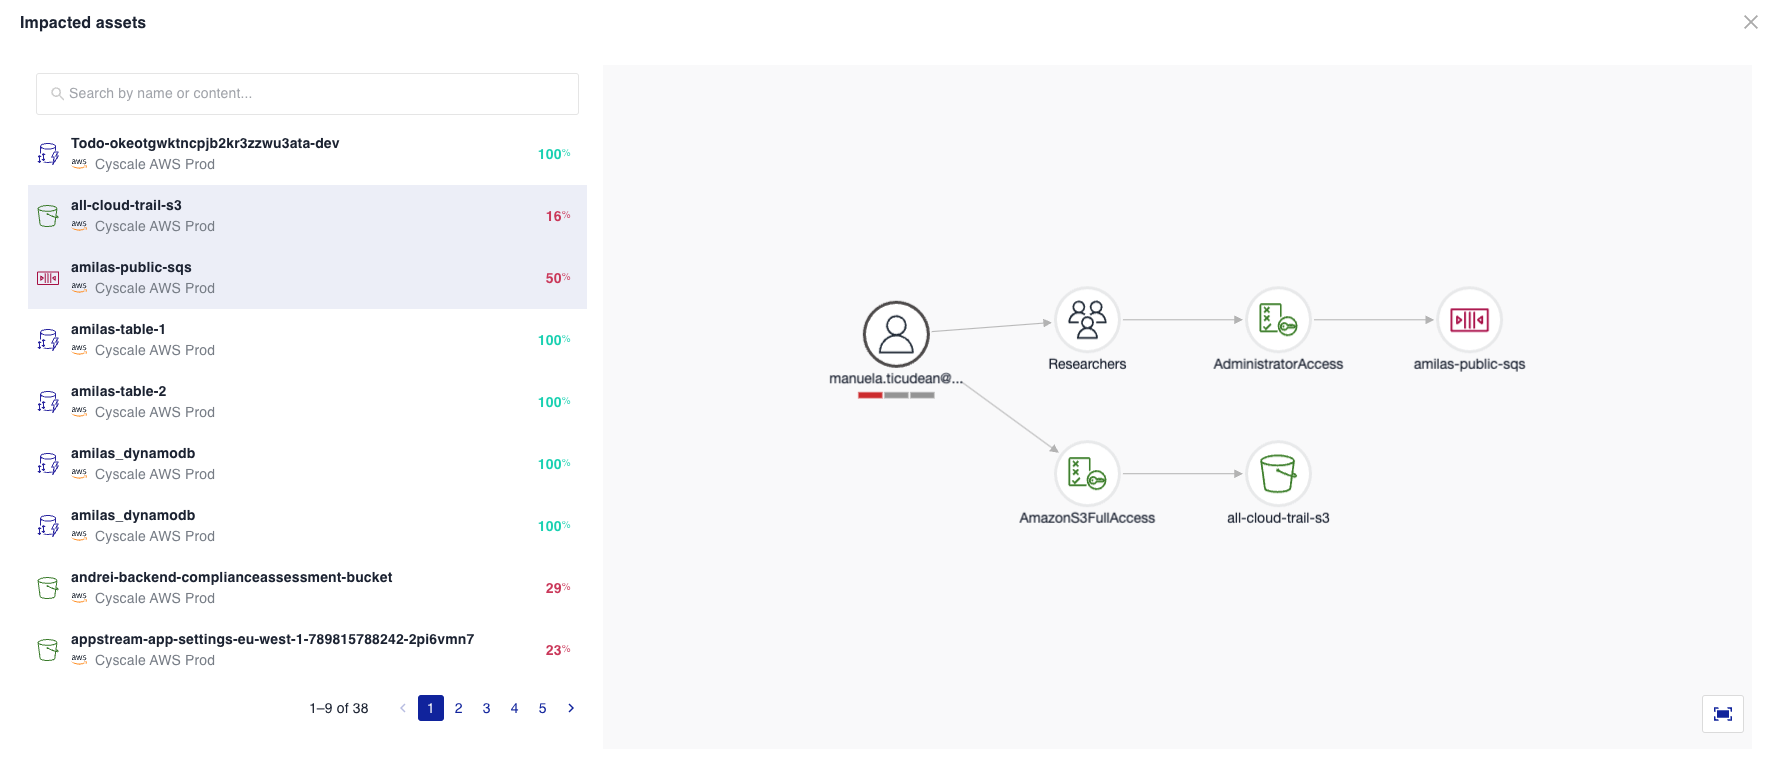 Impacted assets
Search by name or content...
Todo-okeotgwktncpjb2kr3zzwu3ata-dev
aws Cyscale AWS Prod
100%
all-cloud-trail-s3
aws Cyscale AWS Prod
16%
amilas-public-sqs
aws Cyscale AWS Prod
50%
amilas-table-1
aws Cyscale AWS Prod
100%
amilas-table-2
aws Cyscale AWS Prod
100%
amilas_dynamodb
aws Cyscale AWS Prod
100%
amilas_dynamodb
aws Cyscale AWS Prod
100%
andrei-backend-complianceassessment-bucket
aws Cyscale AWS Prod
29%
appstream-app-settings-eu-west-1-789815788242-2pi6vmn7
aws Cyscale AWS Prod
23%
1–9 of 38 1 2 3 4 5
manuela.ticudean@...
Researchers
AdministratorAccess
amilas-public-sqs
AmazonS3FullAccess
all-cloud-trail-s3